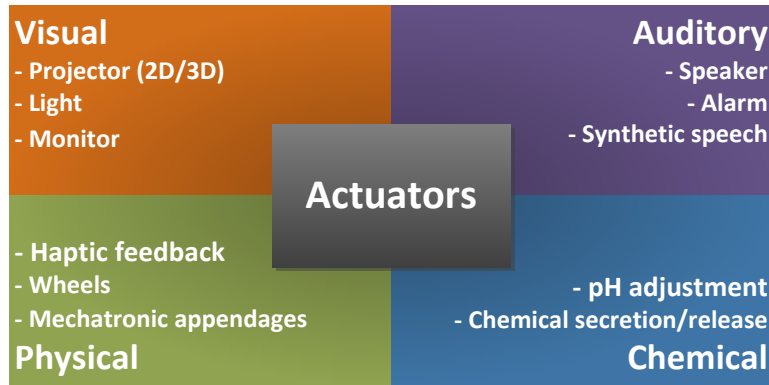 Visual
- Projector (2D/3D)
- Light
- Monitor
Auditory
- Speaker
- Alarm
- Synthetic speech
Actuators
- Haptic feedback
- Wheels
- Mechatronic appendages
Physical
- pH adjustment
- Chemical secretion/release
Chemical